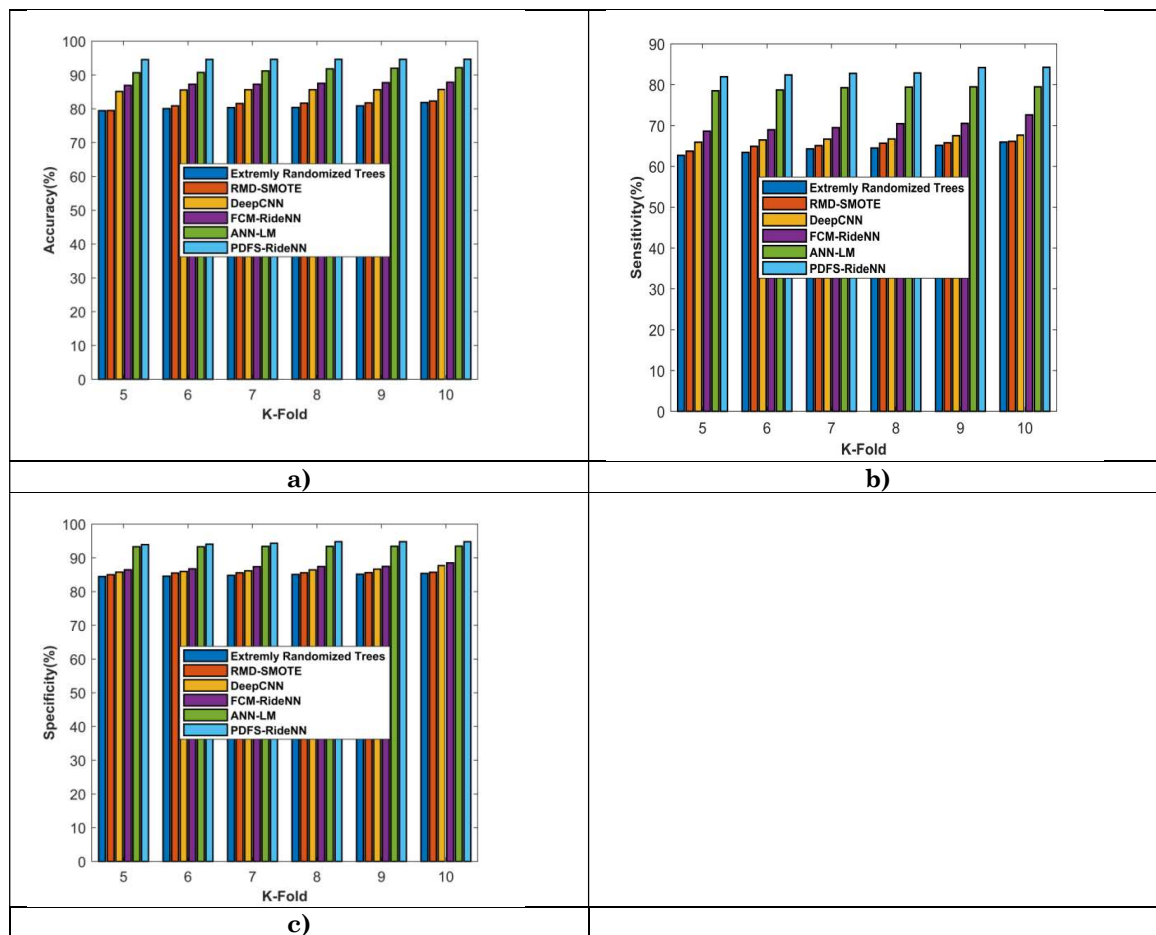 100
90
80
70
60
50
40
30
20
10
0
Accuracy(%)
Extremly Randomized Trees
RMD-SMOTE
DeepCNN
FCM-RideNN
ANN-LM
PDFS-RideNN
5 6 7 8 9 10
K-Fold
a)
90
80
70
60
50
40
30
20
10
0
Sensitivity(%)
Extremly Randomized Trees
RMD-SMOTE
DeepCNN
FCM-RideNN
ANN-LM
PDFS-RideNN
5 6 7 8 9 10
K-Fold
b)
100
90
80
70
60
50
40
30
20
10
0
Specificity(%)
Extremly Randomized Trees
RMD-SMOTE
DeepCNN
FCM-RideNN
ANN-LM
PDFS-RideNN
5 6 7 8 9 10
K-Fold
c)